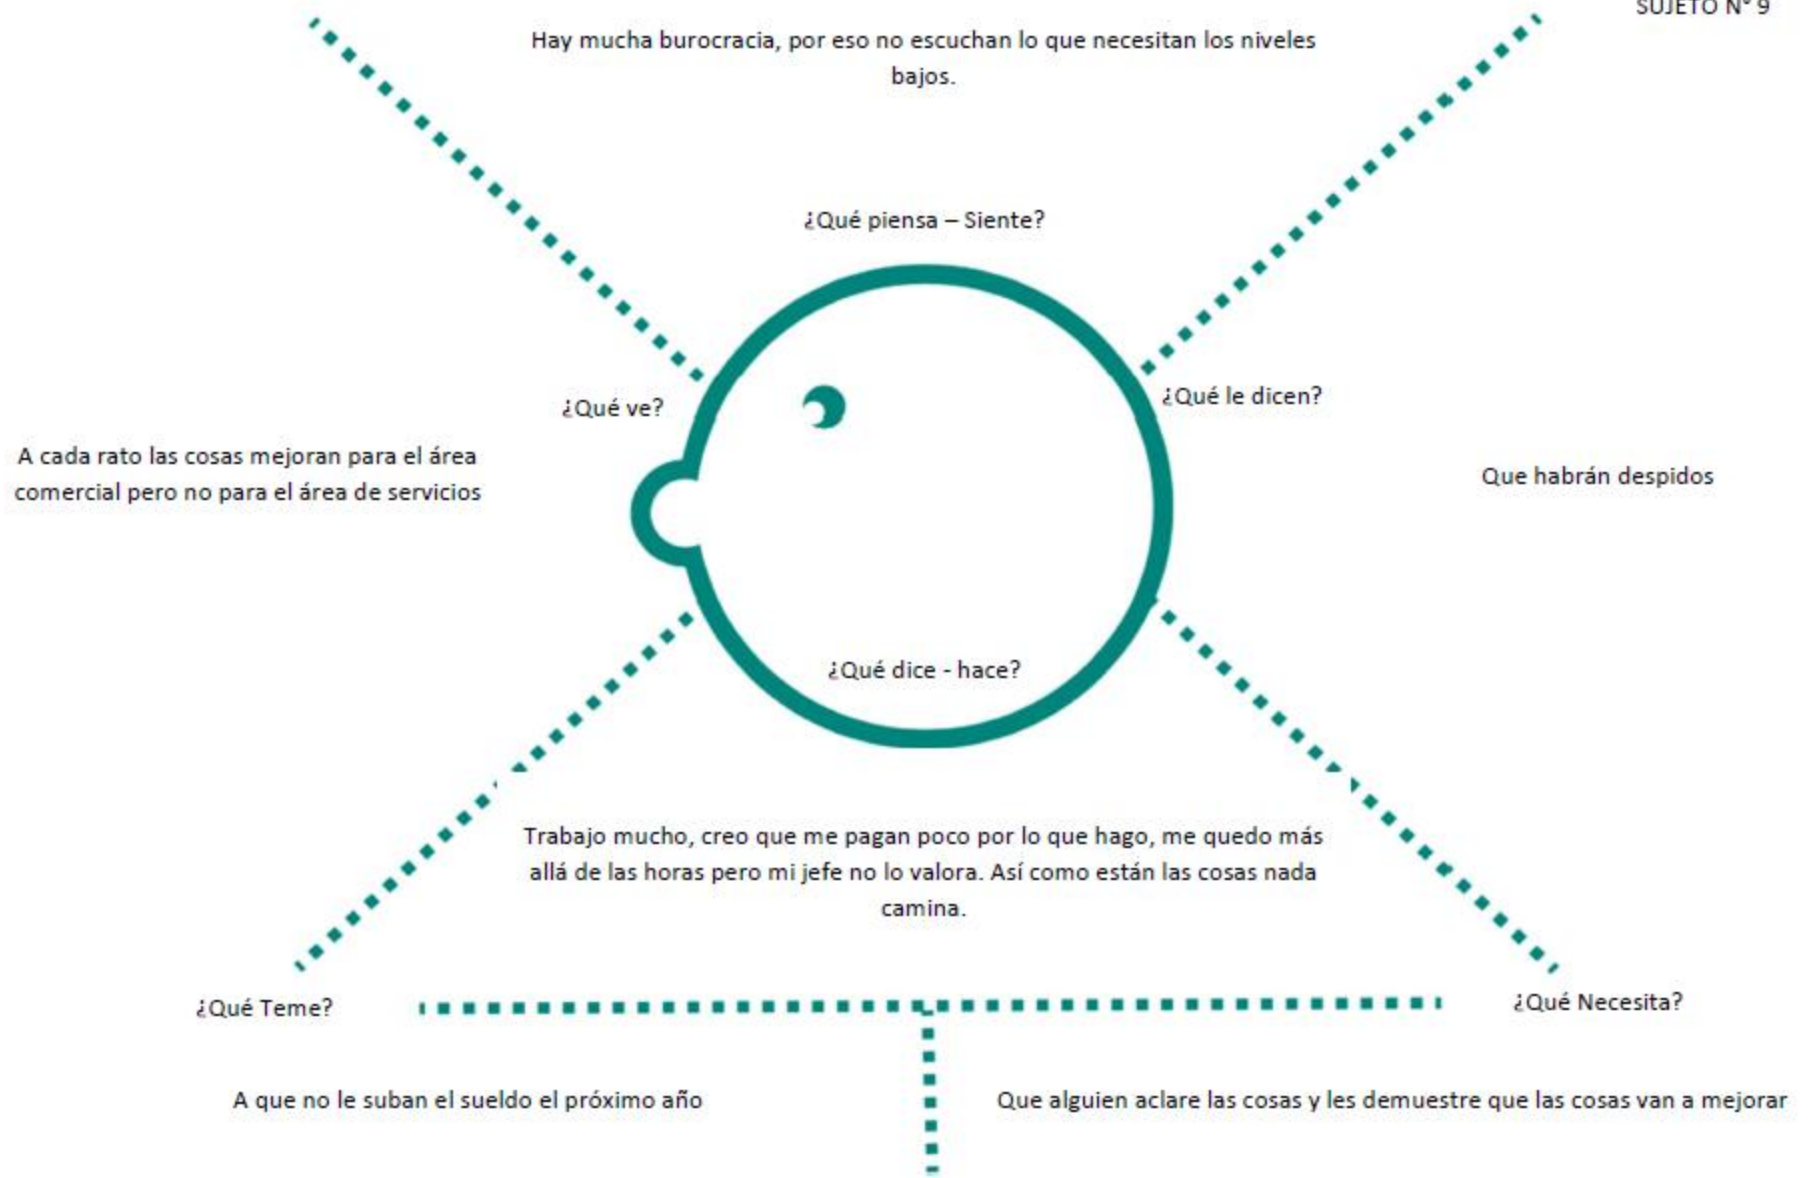 SUJETO N° 9
Hay mucha burocracia, por eso no escuchan lo que necesitan los niveles
bajos.
¿Qué piensa – Siente?
¿Qué ve?
¿Qué le dicen?
A cada rato las cosas mejoran para el área
comercial pero no para el área de servicios
Que habrán despidos
¿Qué dice - hace?
Trabajo mucho, creo que me pagan poco por lo que hago, me quedo más
allá de las horas pero mi jefe no lo valora. Así como están las cosas nada
camina.
¿Qué Teme?
¿Qué Necesita?
A que no le suban el sueldo el próximo año
Que alguien aclare las cosas y les demuestre que las cosas van a mejorar